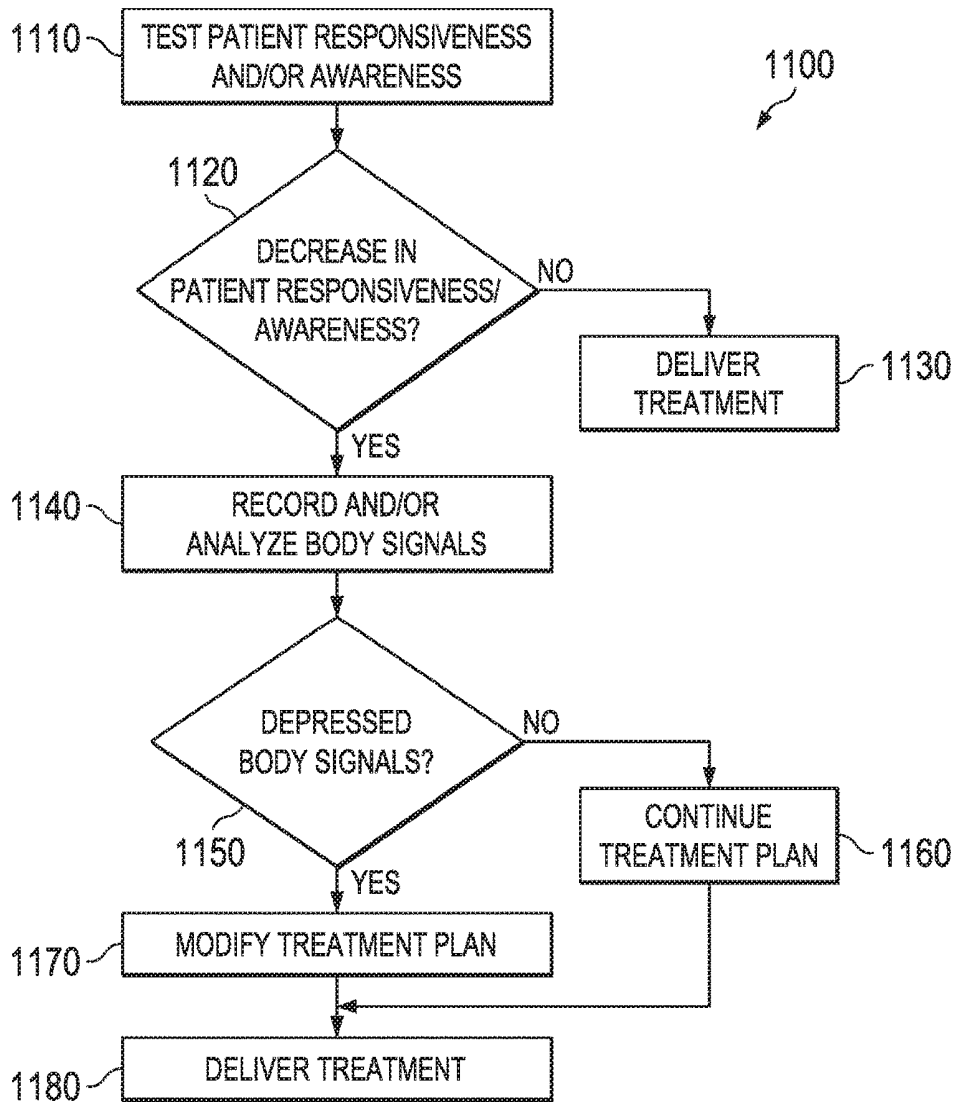 1110
TEST PATIENT RESPONSIVENESS
AND/OR AWARENESS
1100
1120
DECREASE IN
PATIENT RESPONSIVENESS/
AWARENESS?
NO
DELIVER
TREATMENT
1130
YES
1140
RECORD AND/OR
ANALYZE BODY SIGNALS
DEPRESSED
BODY SIGNALS?
NO
1150
CONTINUE
TREATMENT PLAN
1160
YES
1170
MODIFY TREATMENT PLAN
1180
DELIVER TREATMENT